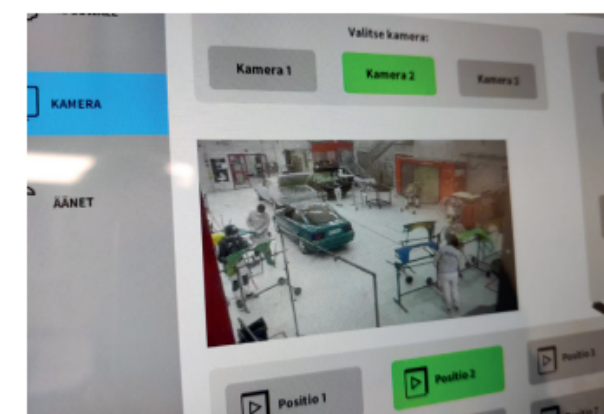 Valitse kamera:
Kamera 1
Kamera 2
Kamera 3
KAMERA
ÄÄNET
Positio 1
Positio 2
Positio 3